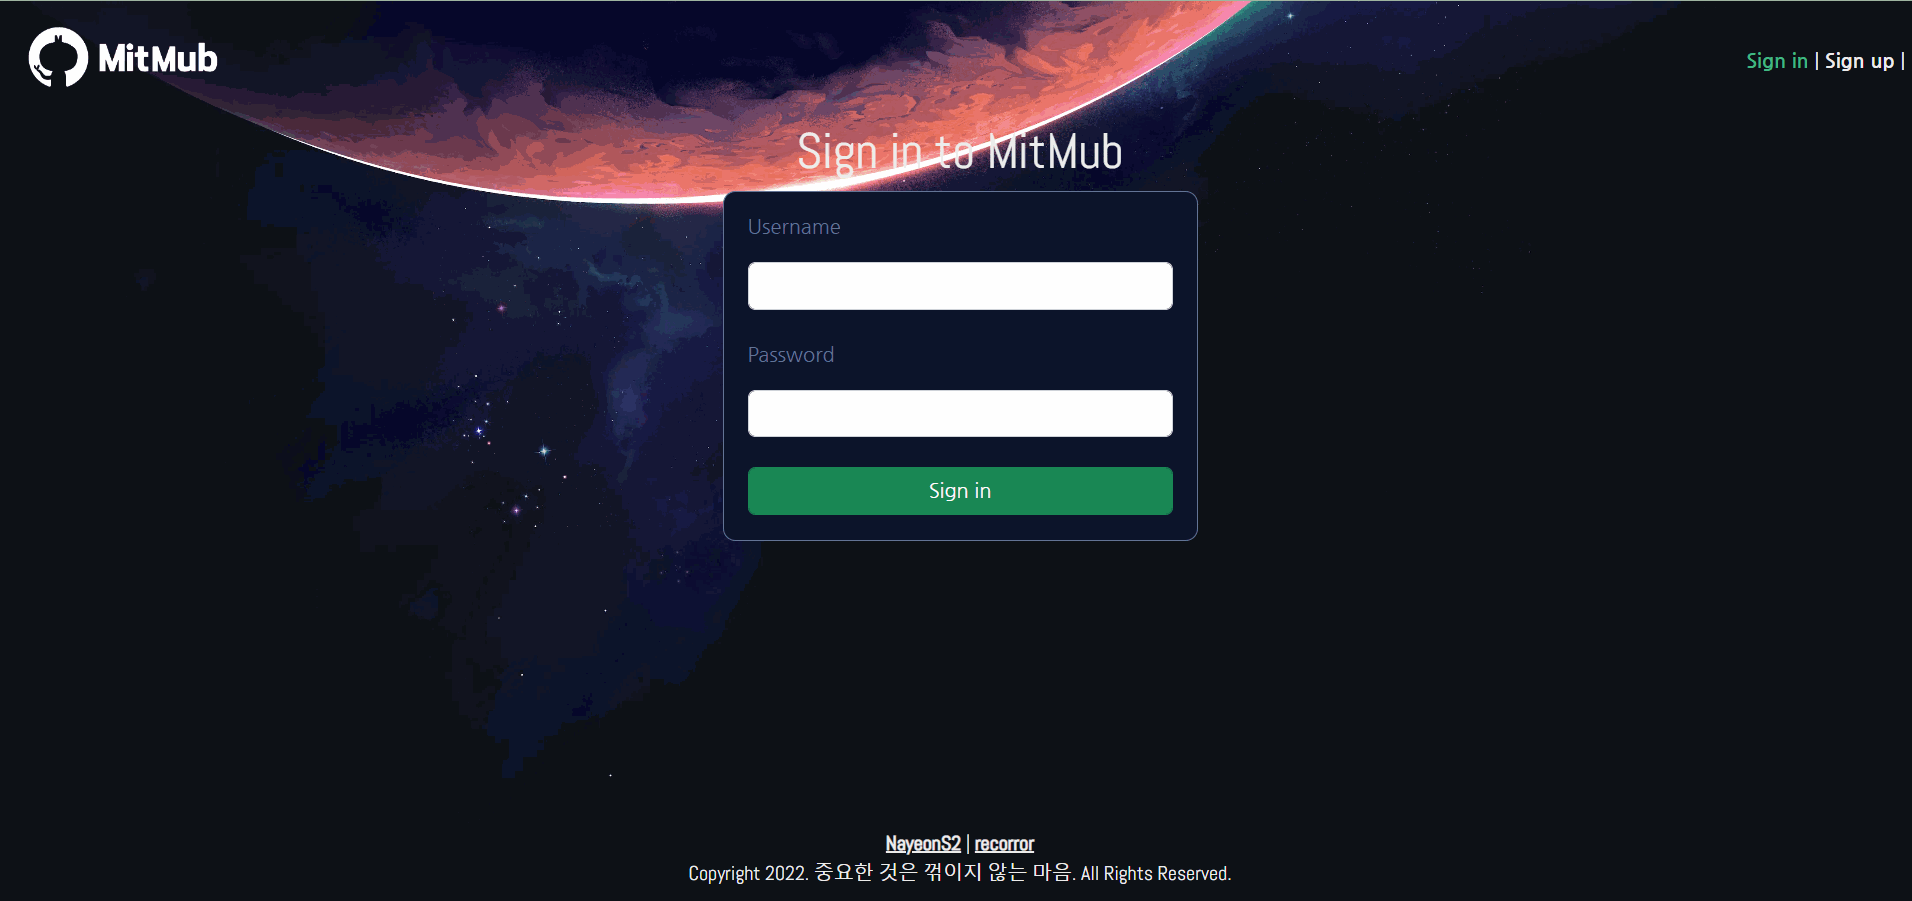 MitMub
Sign in | Sign up |
Sign in to MitMub
Username
Password
Sign in
NayeonS2 | recorror
Copyright 2022. 중요한 것은 꺾이지 않는 마음. All Rights Reserved.